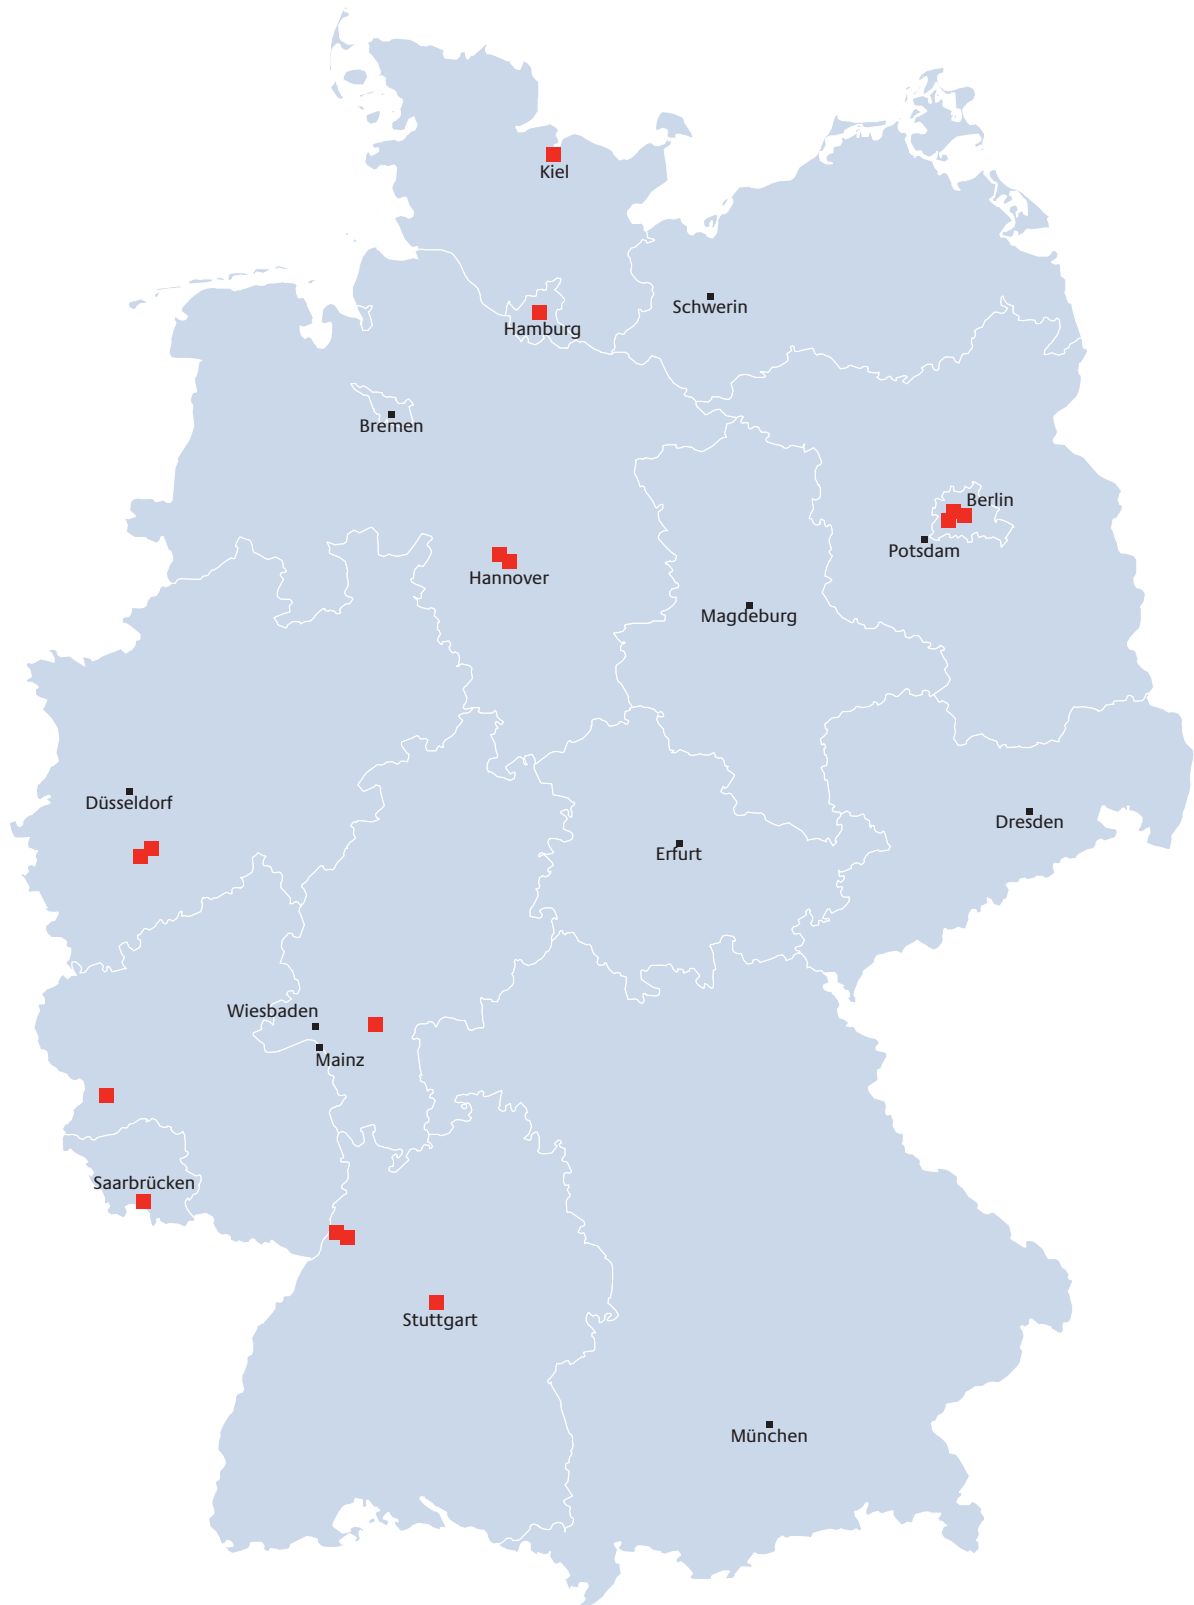 Kiel
Schwerin
Hamburg
Bremen
Berlin
Potsdam
Hannover
Magdeburg
Düsseldorf
Dresden
Erfurt
Wiesbaden
Mainz
Saarbrücken
Stuttgart
München